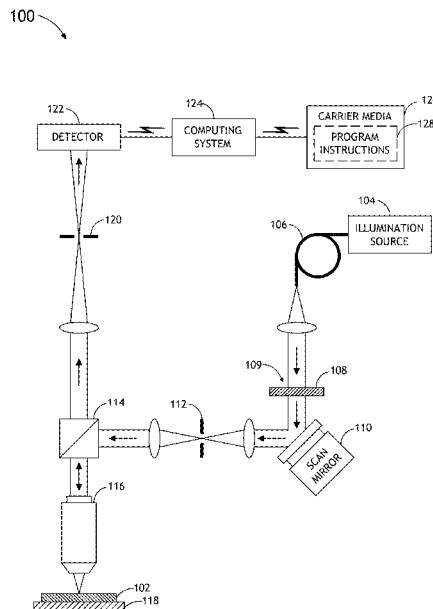 100
122
DETECTOR
124
COMPUTING
SYSTEM
CARRIER MEDIA
PROGRAM
INSTRUCTIONS
128
120
106
104
ILLUMINATION
SOURCE
109
108
114
112
110
SCAN
MIRROR
116
102
118